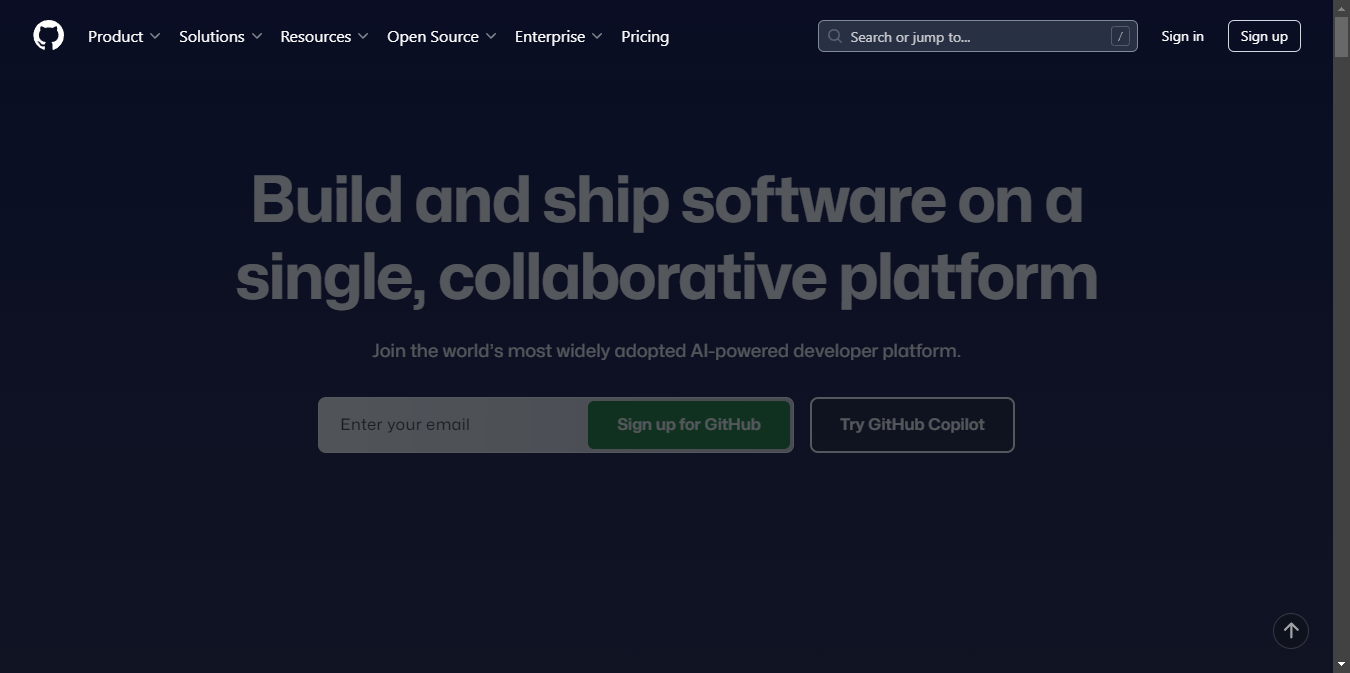 Product Solutions Resources Open Source Enterprise Pricing Search or jump to... / Sign in Sign up
Build and ship software on a
single, collaborative platform
Join the world’s most widely adopted AI-powered developer platform.
Enter your email Sign up for GitHub Try GitHub Copilot